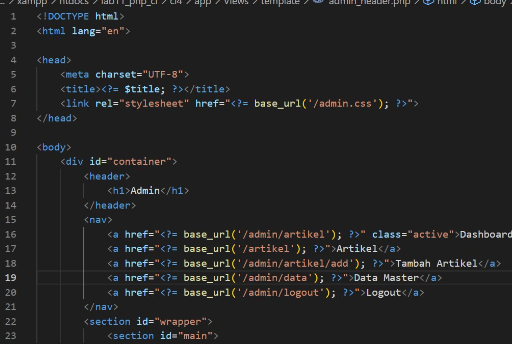 xampp > htdocs > lab11_php_ci > ci4 > app > Views > template > admin_header.php > html > body
1 <!DOCTYPE html>
2 <html lang="en">
3
4 <head>
5 <meta charset="UTF-8">
6 <title><?= $title; ?></title>
7 <link rel="stylesheet" href="<?= base_url('/admin.css'); ?>">
8 </head>
9
10 <body>
11 <div id="container">
12 <header>
13 <h1>Admin</h1>
14 </header>
15 <nav>
16 <a href="<?= base_url('/admin/artikel'); ?>" class="active">Dashboard
17 <a href="<?= base_url('/artikel'); ?>">Artikel</a>
18 <a href="<?= base_url('/admin/artikel/add'); ?>">Tambah Artikel</a>
19 <a href="<?= base_url('/admin/data'); ?>">Data Master</a>
20 <a href="<?= base_url('/admin/logout'); ?>">Logout</a>
21 </nav>
22 <section id="wrapper">
23 <section id="main">